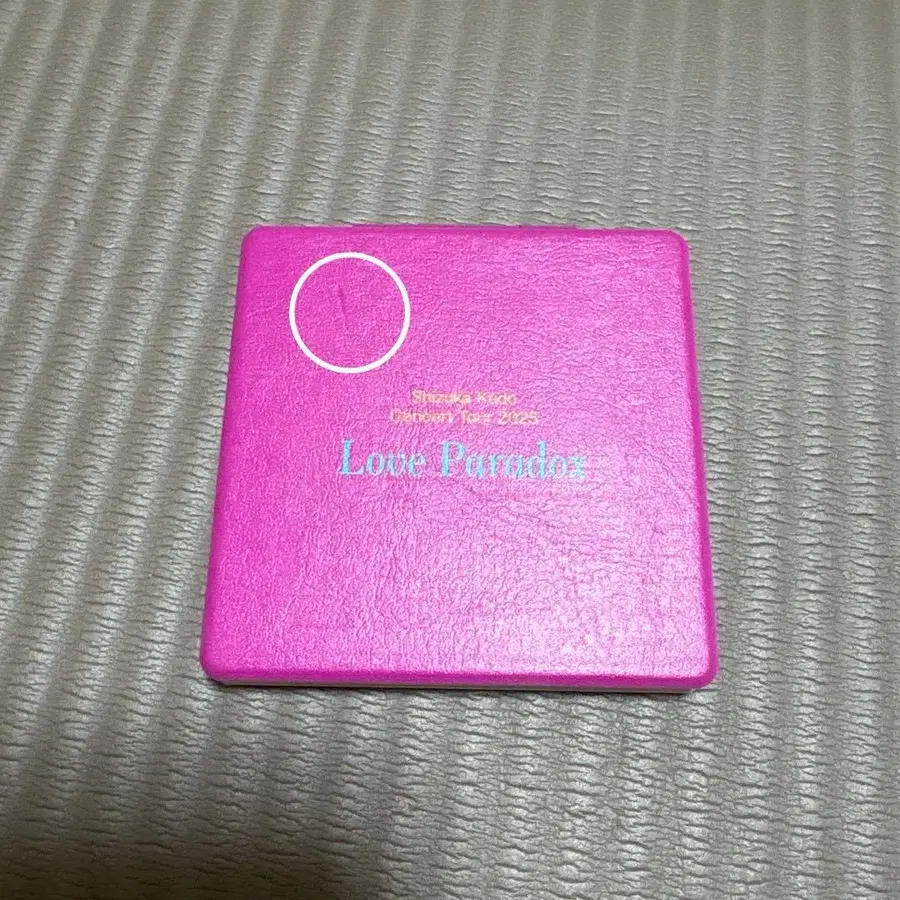 Shizuka Kudo
Concert Tour 2025
Love Paradox